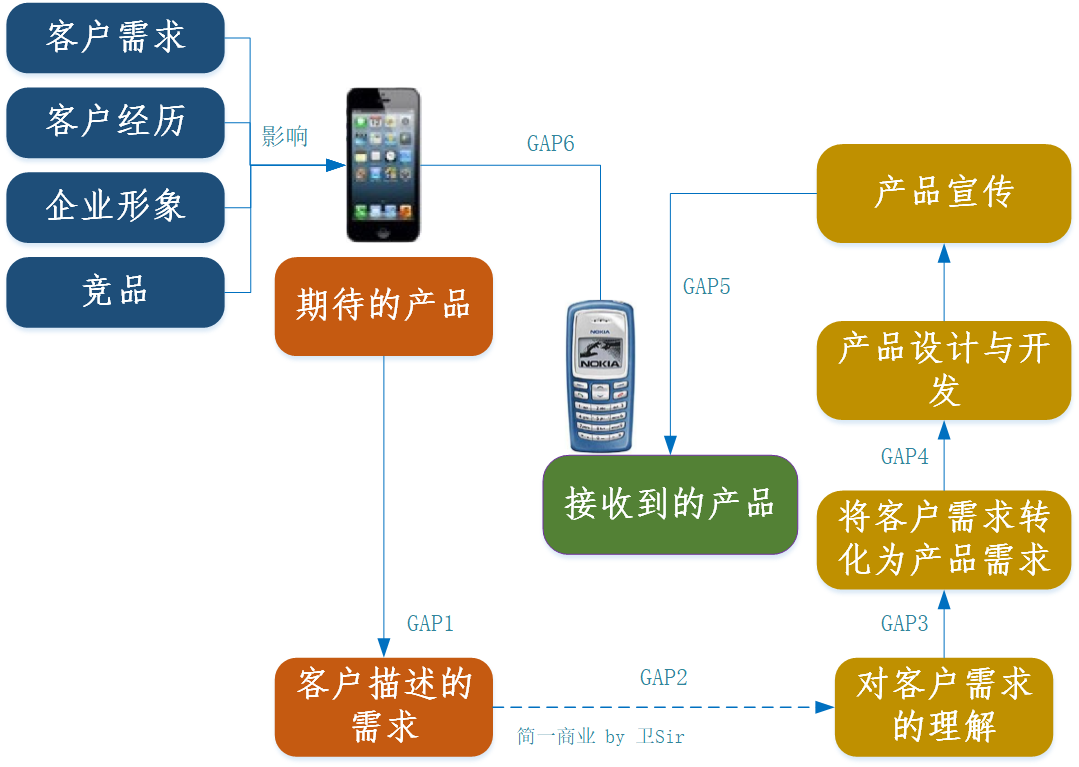 客户需求
客户经历
企业形象
竞品
影响
期待的产品
GAP6
NOKIA
NOKIA
接收到的产品
GAP5
产品宣传
产品设计与开
发
GAP4
将客户需求转
化为产品需求
GAP3
对客户需求
的理解
GAP1
客户描述的
需求
GAP2
简一商业 by 卫Sir